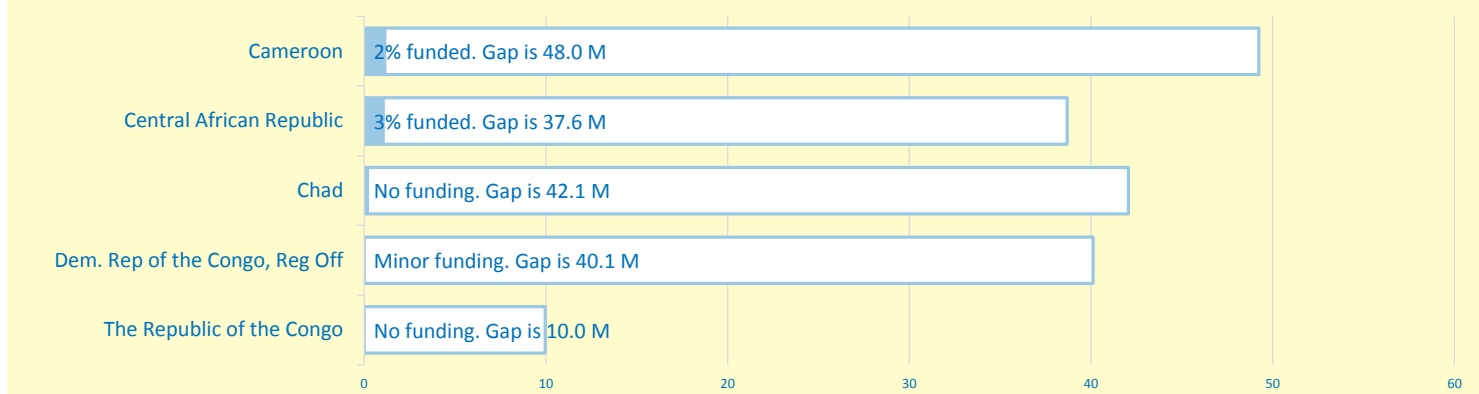 Cameroon
2% funded. Gap is 48.0 M
Central African Republic
3% funded. Gap is 37.6 M
Chad
No funding. Gap is 42.1 M
Dem. Rep of the Congo, Reg Off
Minor funding. Gap is 40.1 M
The Republic of the Congo
No funding. Gap is 10.0 M
0 10 20 30 40 50 60